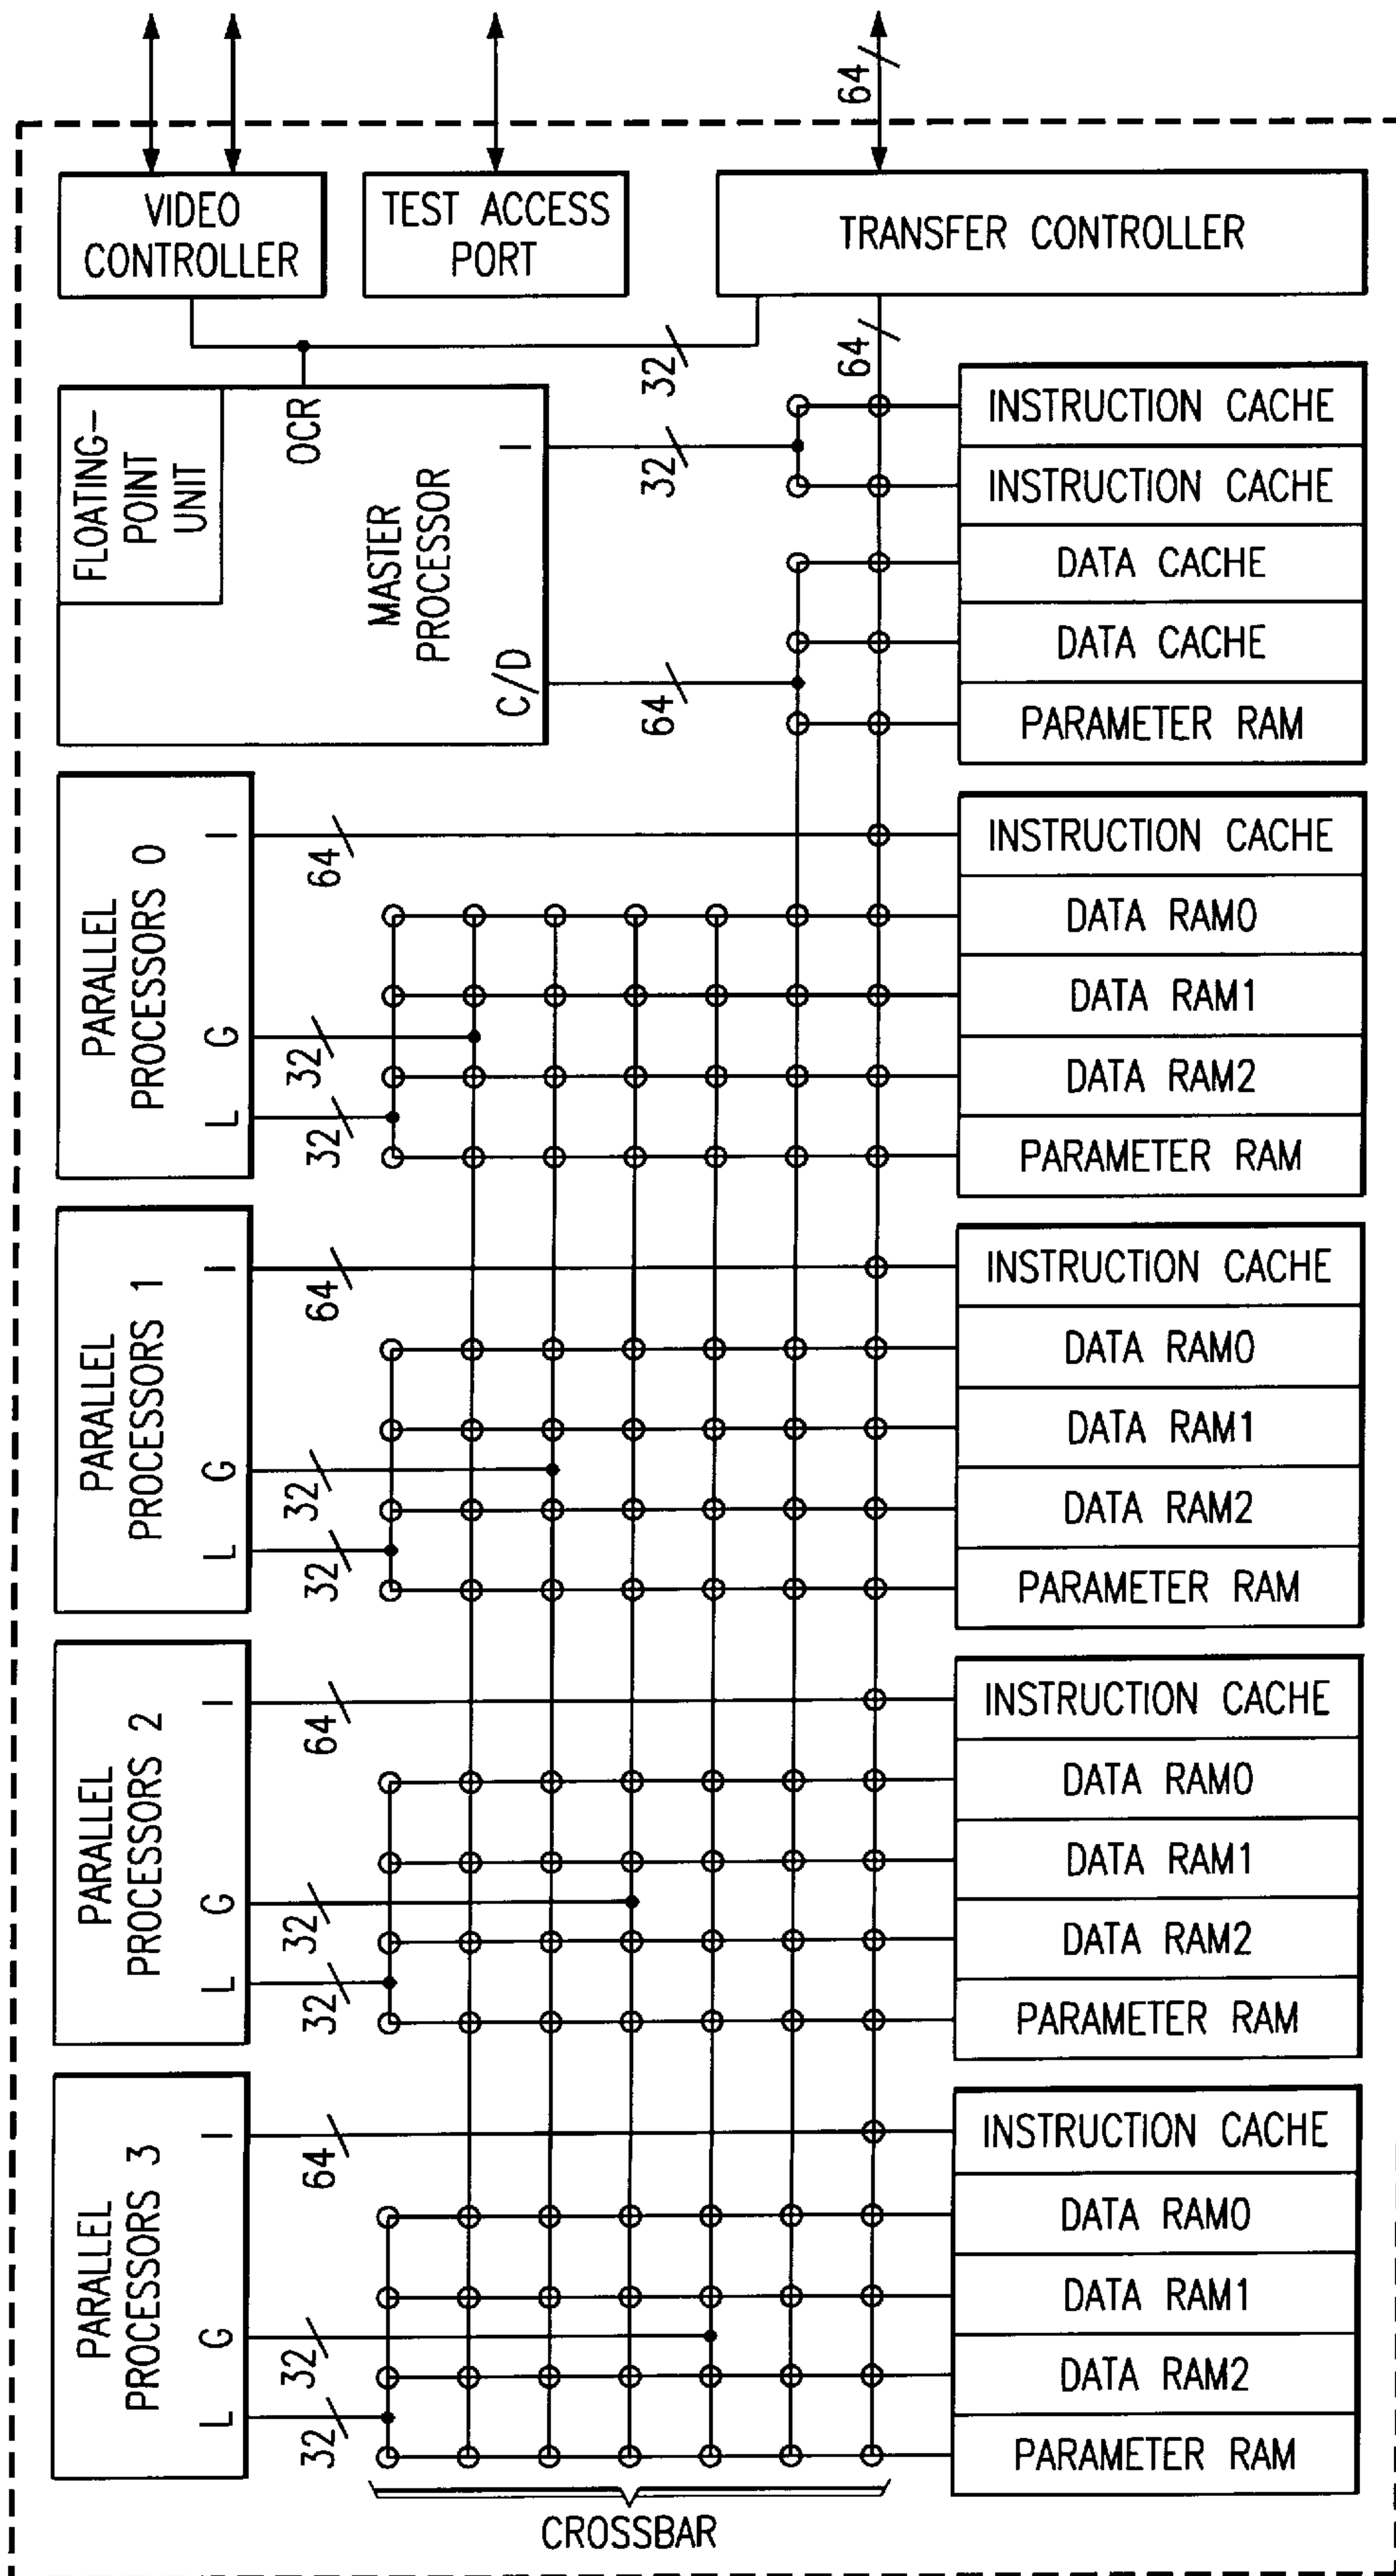 64
VIDEO
CONTROLLER
TEST ACCESS
PORT
TRANSFER CONTROLLER
32
64
FLOATING-
POINT
UNIT
OCR
MASTER
PROCESSOR
I
C/D
32
64
INSTRUCTION CACHE
INSTRUCTION CACHE
DATA CACHE
DATA CACHE
PARAMETER RAM
PARALLEL
PROCESSORS 0
I
G
L
64
32
32
INSTRUCTION CACHE
DATA RAM0
DATA RAM1
DATA RAM2
PARAMETER RAM
PARALLEL
PROCESSORS 1
I
G
L
64
32
32
INSTRUCTION CACHE
DATA RAM0
DATA RAM1
DATA RAM2
PARAMETER RAM
PARALLEL
PROCESSORS 2
I
G
L
64
32
32
INSTRUCTION CACHE
DATA RAM0
DATA RAM1
DATA RAM2
PARAMETER RAM
PARALLEL
PROCESSORS 3
I
G
L
64
32
32
INSTRUCTION CACHE
DATA RAM0
DATA RAM1
DATA RAM2
PARAMETER RAM
CROSSBAR